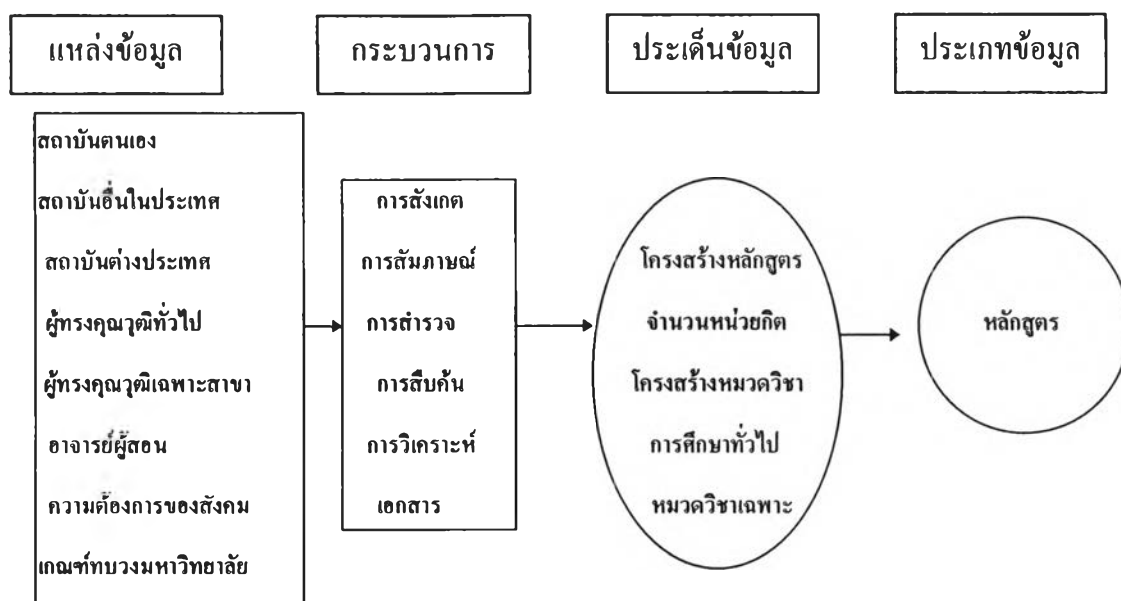 แหล่งข้อมูล
กระบวนการ
ประเด็นข้อมูล
ประเภทข้อมูล
สถาบันตนเอง
สถาบันอื่นในประเทศ
สถาบันต่างประเทศ
ผู้ทรงคุณวุฒิทั่วไป
ผู้ทรงคุณวุฒิเฉพาะสาขา
อาจารย์ผู้สอน
ความต้องการของสังคม
เกณฑ์ทบวงมหาวิทยาลัย
การสังเกต
การสัมภาษณ์
การสำรวจ
การสืบค้น
การวิเคราะห์
เอกสาร
โครงสร้างหลักสูตร
จำนวนหน่วยกิต
โครงสร้างหมวดวิชา
การศึกษาทั่วไป
หมวดวิชาเฉพาะ
หลักสูตร